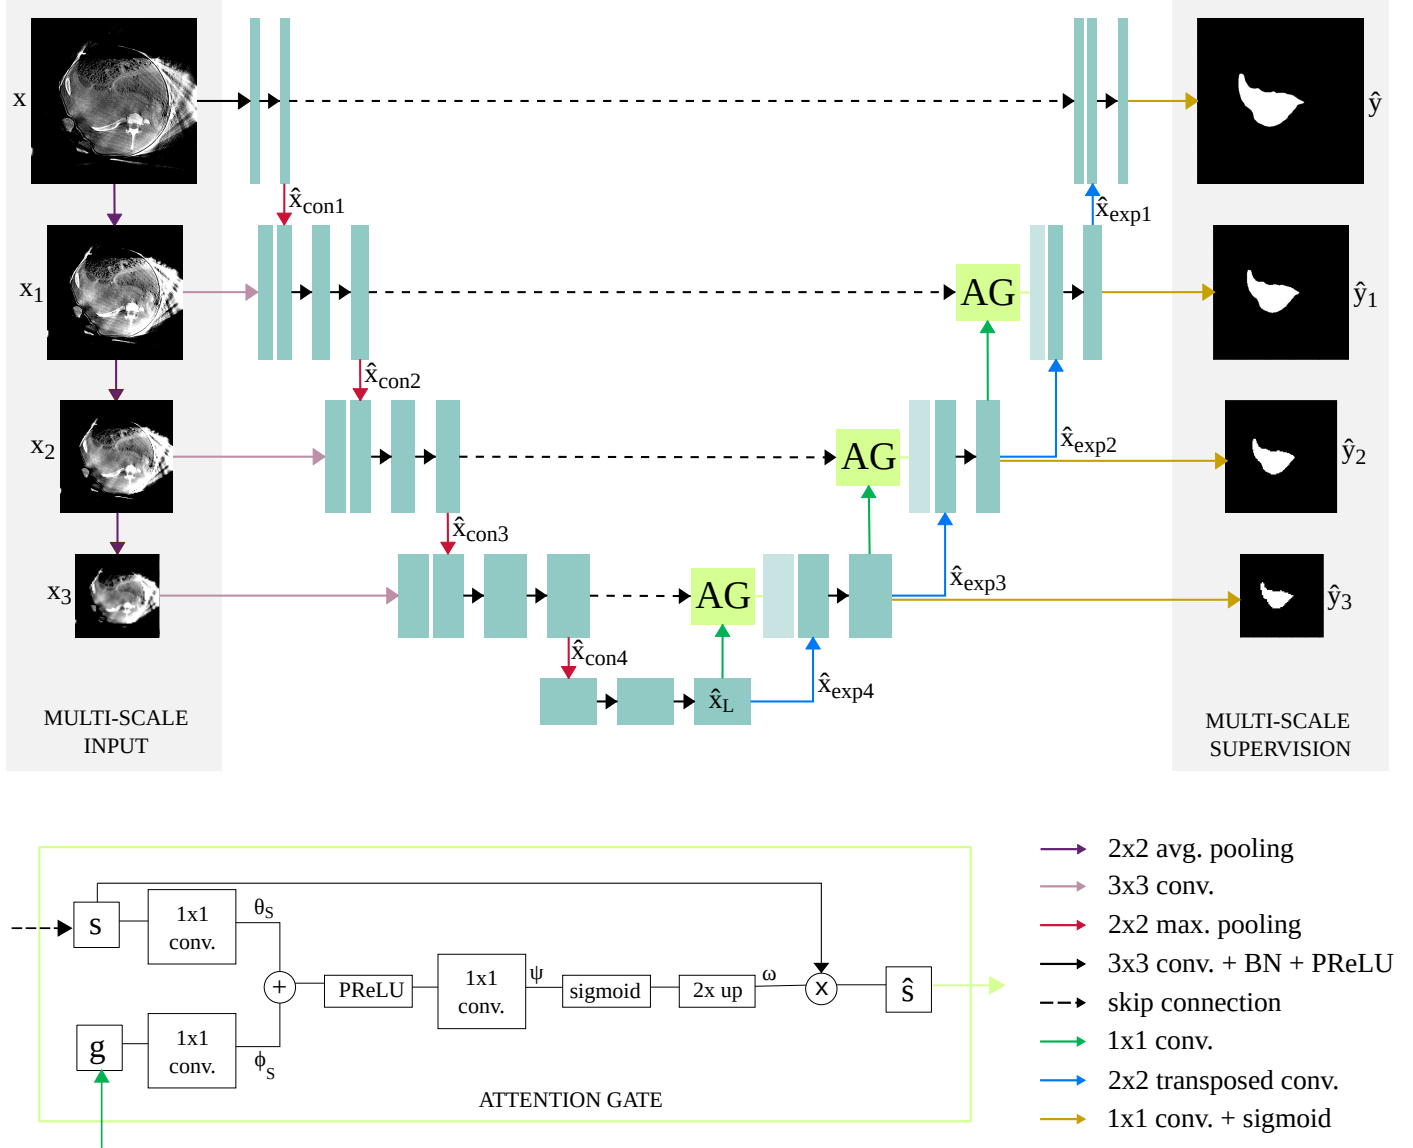 x
ŷ
x̂con1
x̂exp1
x1
AG
ŷ1
x̂con2
x2
AG
x̂exp2
ŷ2
x̂con3
x3
AG
x̂exp3
ŷ3
x̂con4
x̂L
x̂exp4
MULTI-SCALE
INPUT
MULTI-SCALE
SUPERVISION
s
1x1
conv.
θS
+
PReLU
1x1
conv.
ψ
sigmoid
2x up
ω
x
ŝ
g
1x1
conv.
ϕS
ATTENTION GATE
2x2 avg. pooling
3x3 conv.
2x2 max. pooling
3x3 conv. + BN + PReLU
skip connection
1x1 conv.
2x2 transposed conv.
1x1 conv. + sigmoid